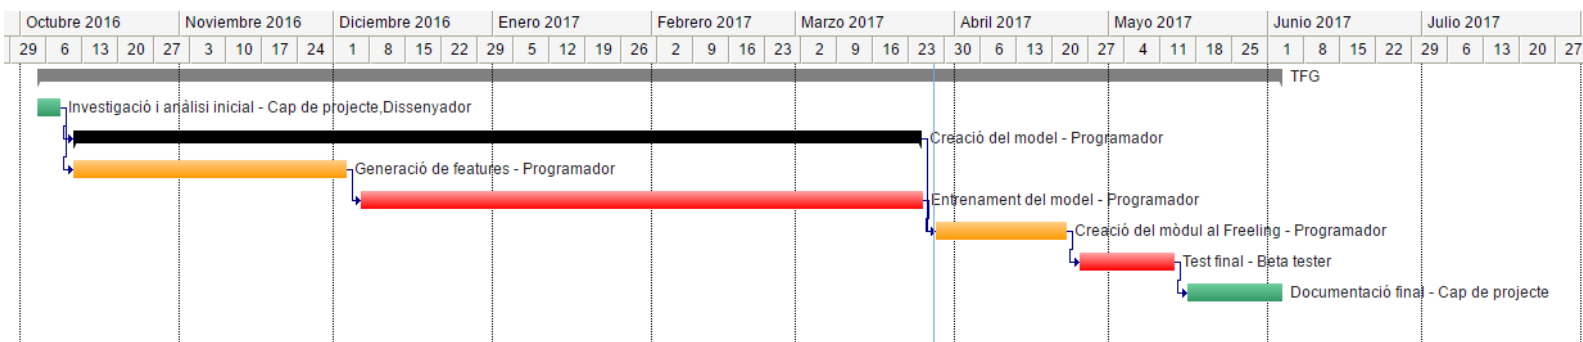 Octubre 2016 Noviembre 2016 Diciembre 2016 Enero 2017 Febrero 2017 Marzo 2017 Abril 2017 Mayo 2017 Junio 2017 Julio 2017
29 6 13 20 27 3 10 17 24 1 8 15 22 29 5 12 19 26 2 9 16 23 2 9 16 23 30 6 13 20 27 4 11 18 25 1 8 15 22 29 6 13 20 27
TFG
Investigació i anàlisi inicial - Cap de projecte,Dissenyador
Creació del model - Programador
Generació de features - Programador
Entrenament del model - Programador
Creació del mòdul al Freeling - Programador
Test final - Beta tester
Documentació final - Cap de projecte